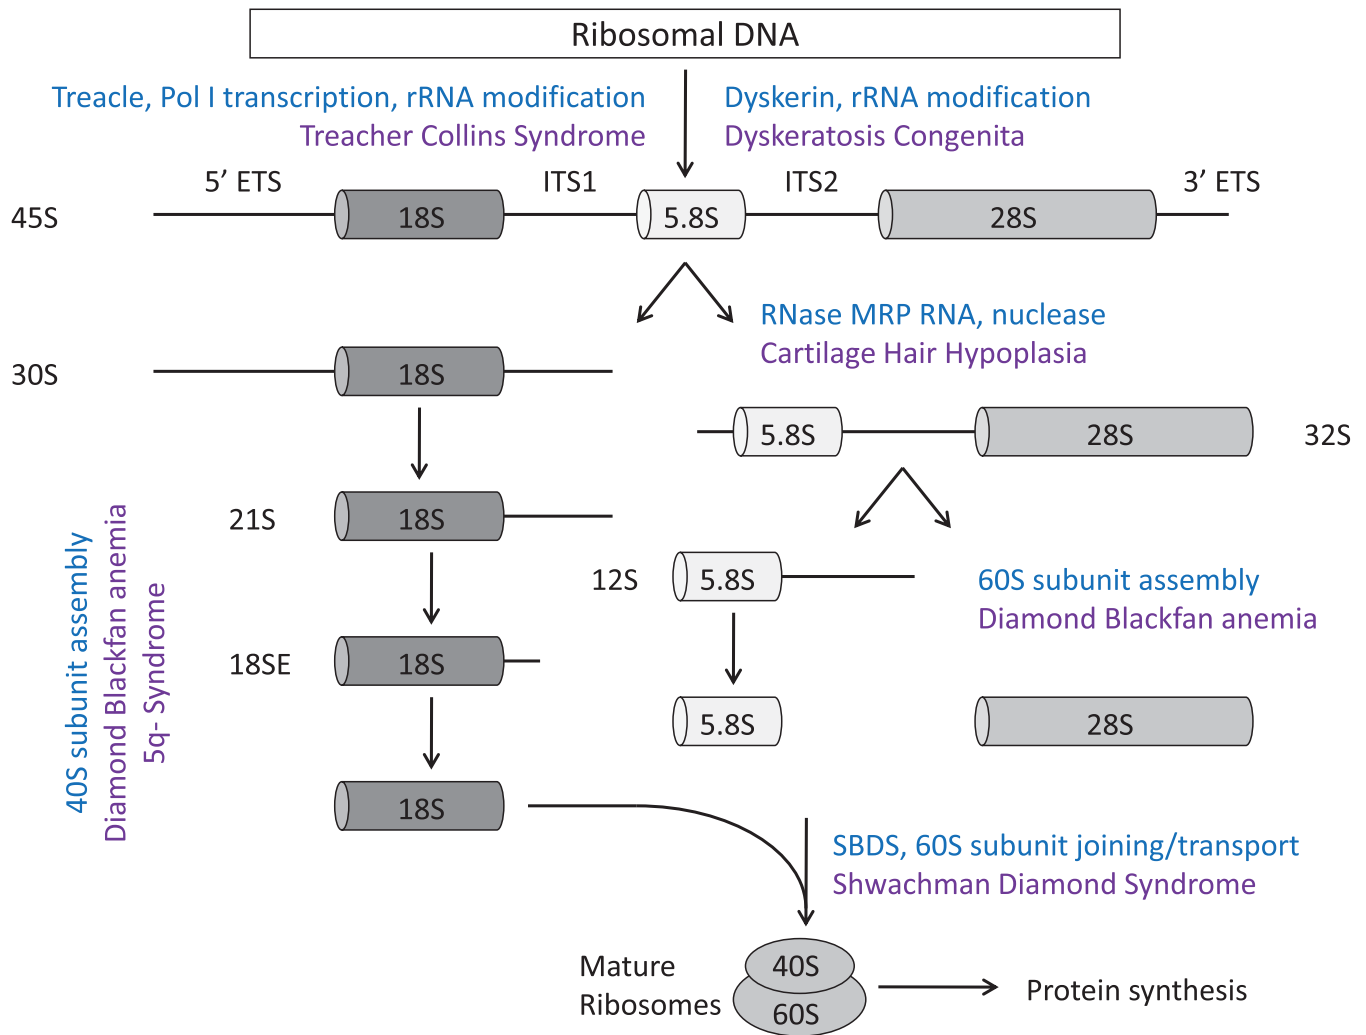 Ribosomal DNA
Treacle, Pol I transcription, rRNA modification
Treacher Collins Syndrome
Dyskerin, rRNA modification
Dyskeratosis Congenita
5’ ETS
ITS1
ITS2
3’ ETS
45S
18S
5.8S
28S
RNase MRP RNA, nuclease
Cartilage Hair Hypoplasia
30S
18S
5.8S
28S
32S
21S
18S
12S
5.8S
60S subunit assembly
Diamond Blackfan anemia
40S subunit assembly
Diamond Blackfan anemia
5q- Syndrome
18SE
18S
5.8S
28S
18S
SBDS, 60S subunit joining/transport
Shwachman Diamond Syndrome
Mature
Ribosomes
40S
60S
Protein synthesis